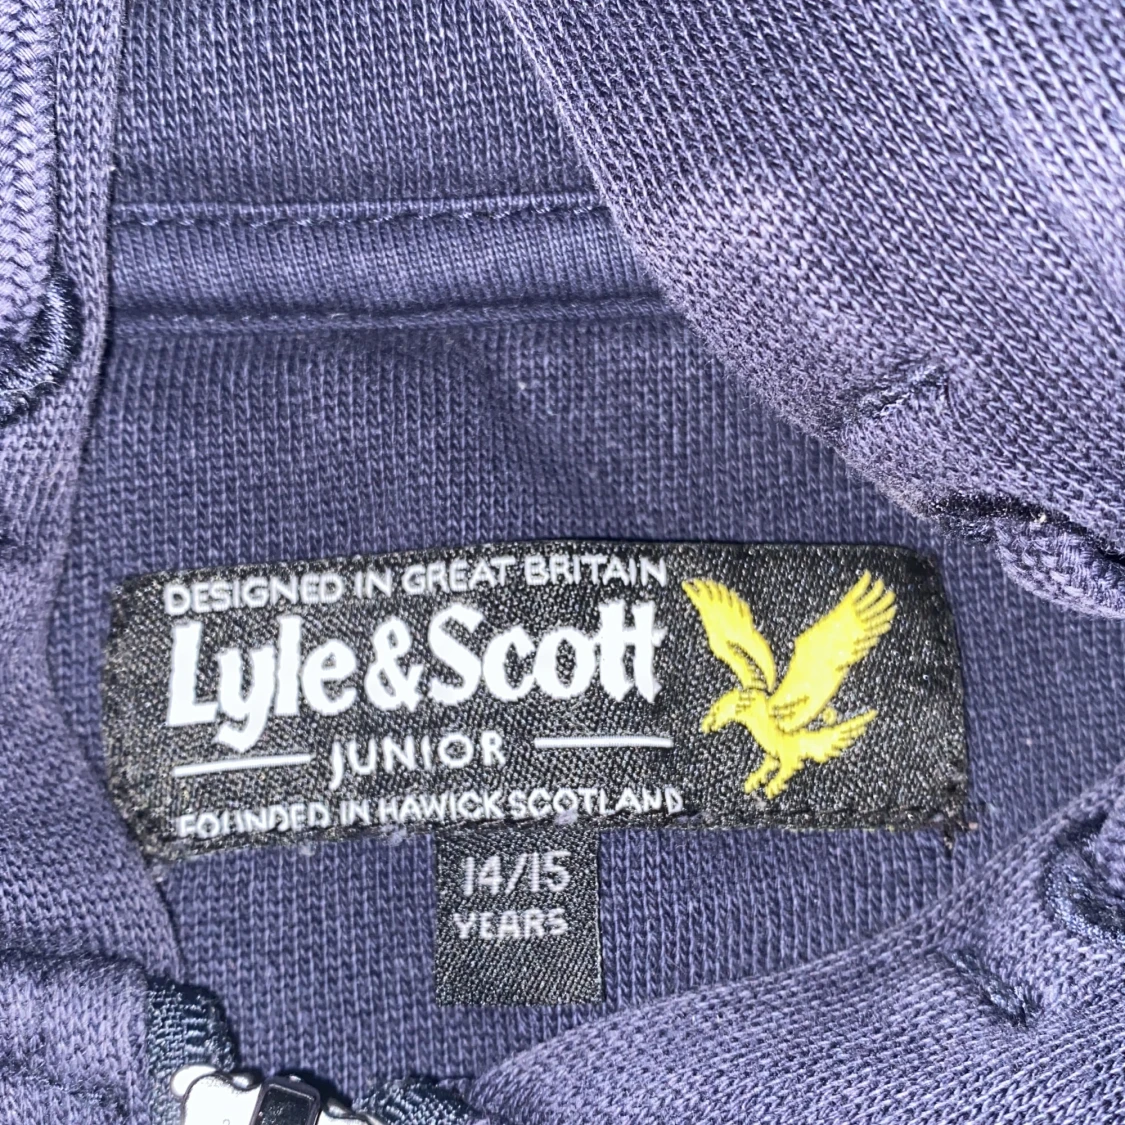 DESIGNED IN GREAT BRITAIN
Lyle&Scott
JUNIOR
FOUNDED IN HAWICK SCOTLAND
14/15
YEARS